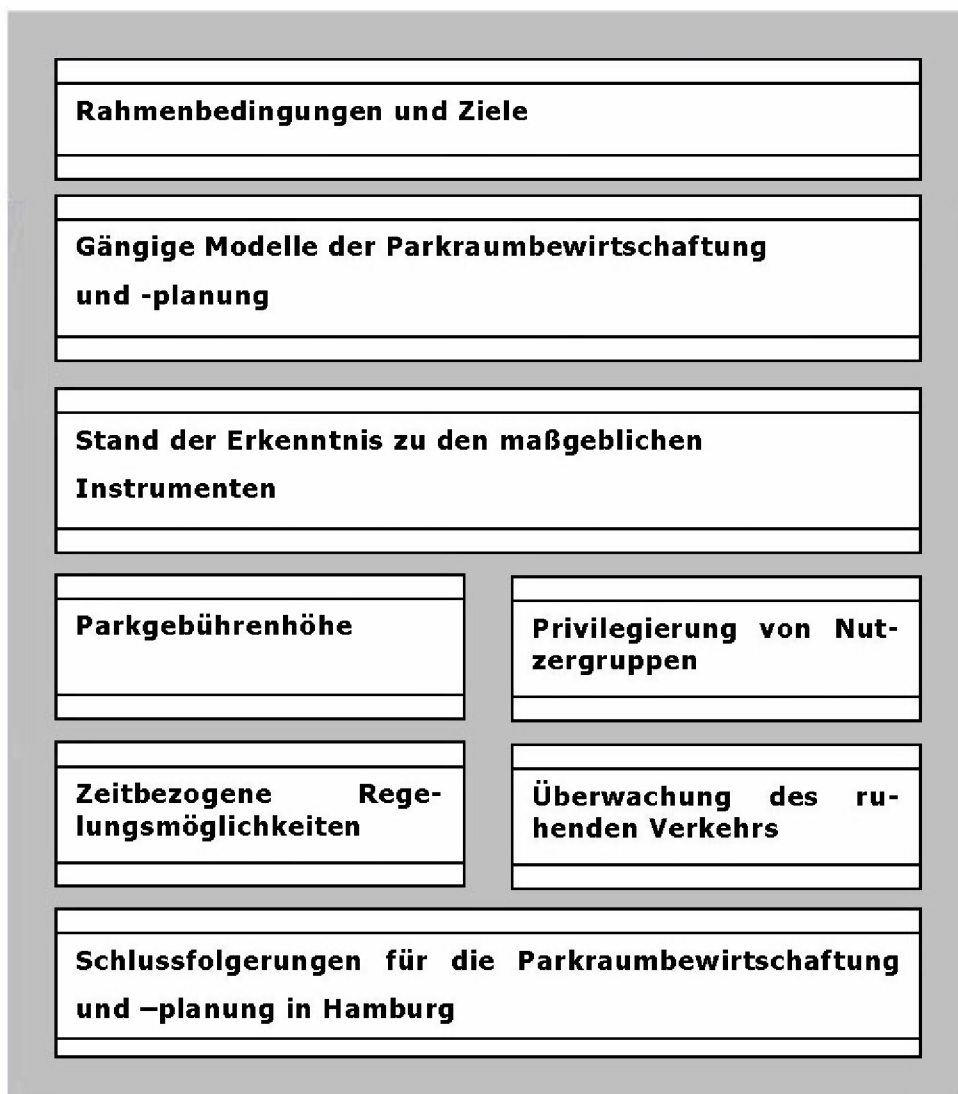 Rahmenbedingungen und Ziele
Gängige Modelle der Parkraumbewirtschaftung
und -planung
Stand der Erkenntnis zu den maßgeblichen
Instrumenten
Parkgebührenhöhe
Privilegierung von Nut-
zergruppen
Zeitbezogene Rege-
lungsmöglichkeiten
Überwachung des ru-
henden Verkehrs
Schlussfolgerungen für die Parkraumbewirtschaftung
und –planung in Hamburg